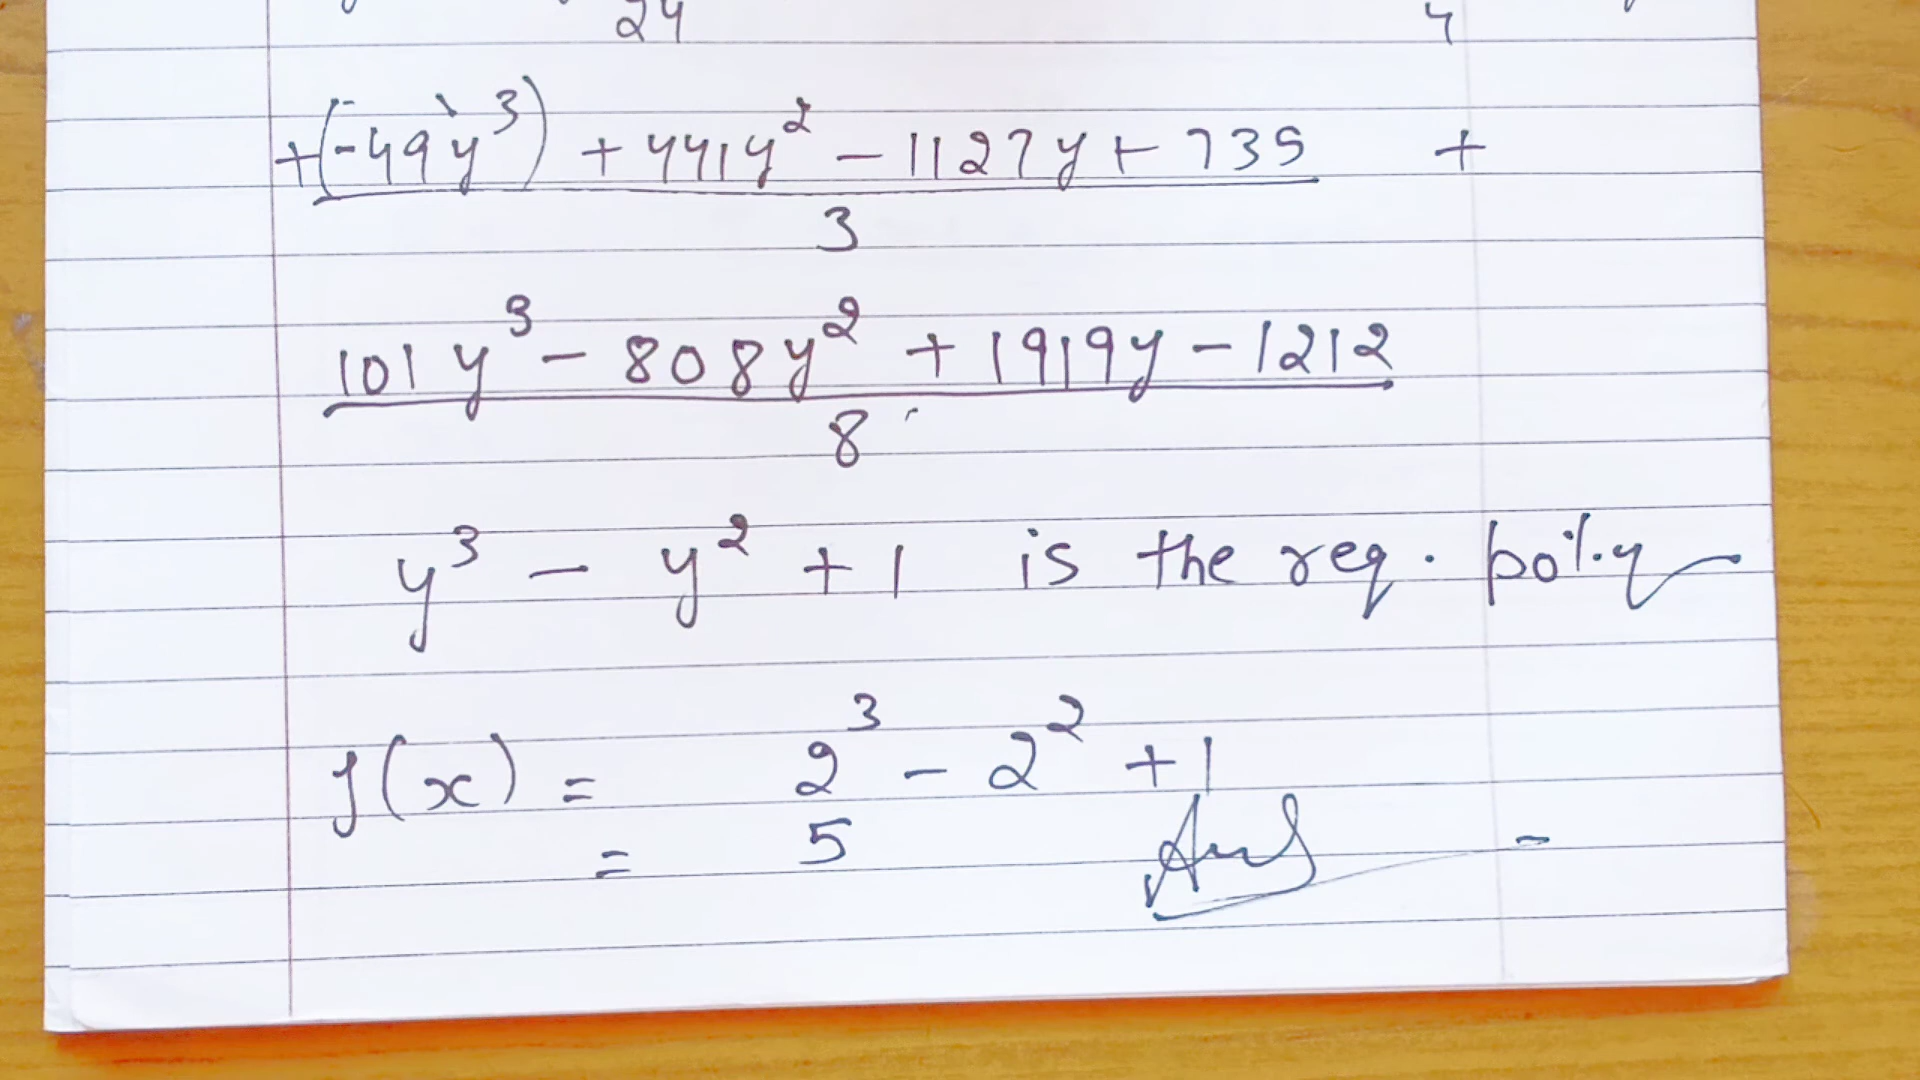 24 4
+(-49y³) + 441y² - 1127y + 735 +
3
101y³ - 808y² + 1919y - 1212
8
y³ - y² + 1 is the req. poly
f(x) = 2³ - 2² + 1
= 5 Ans